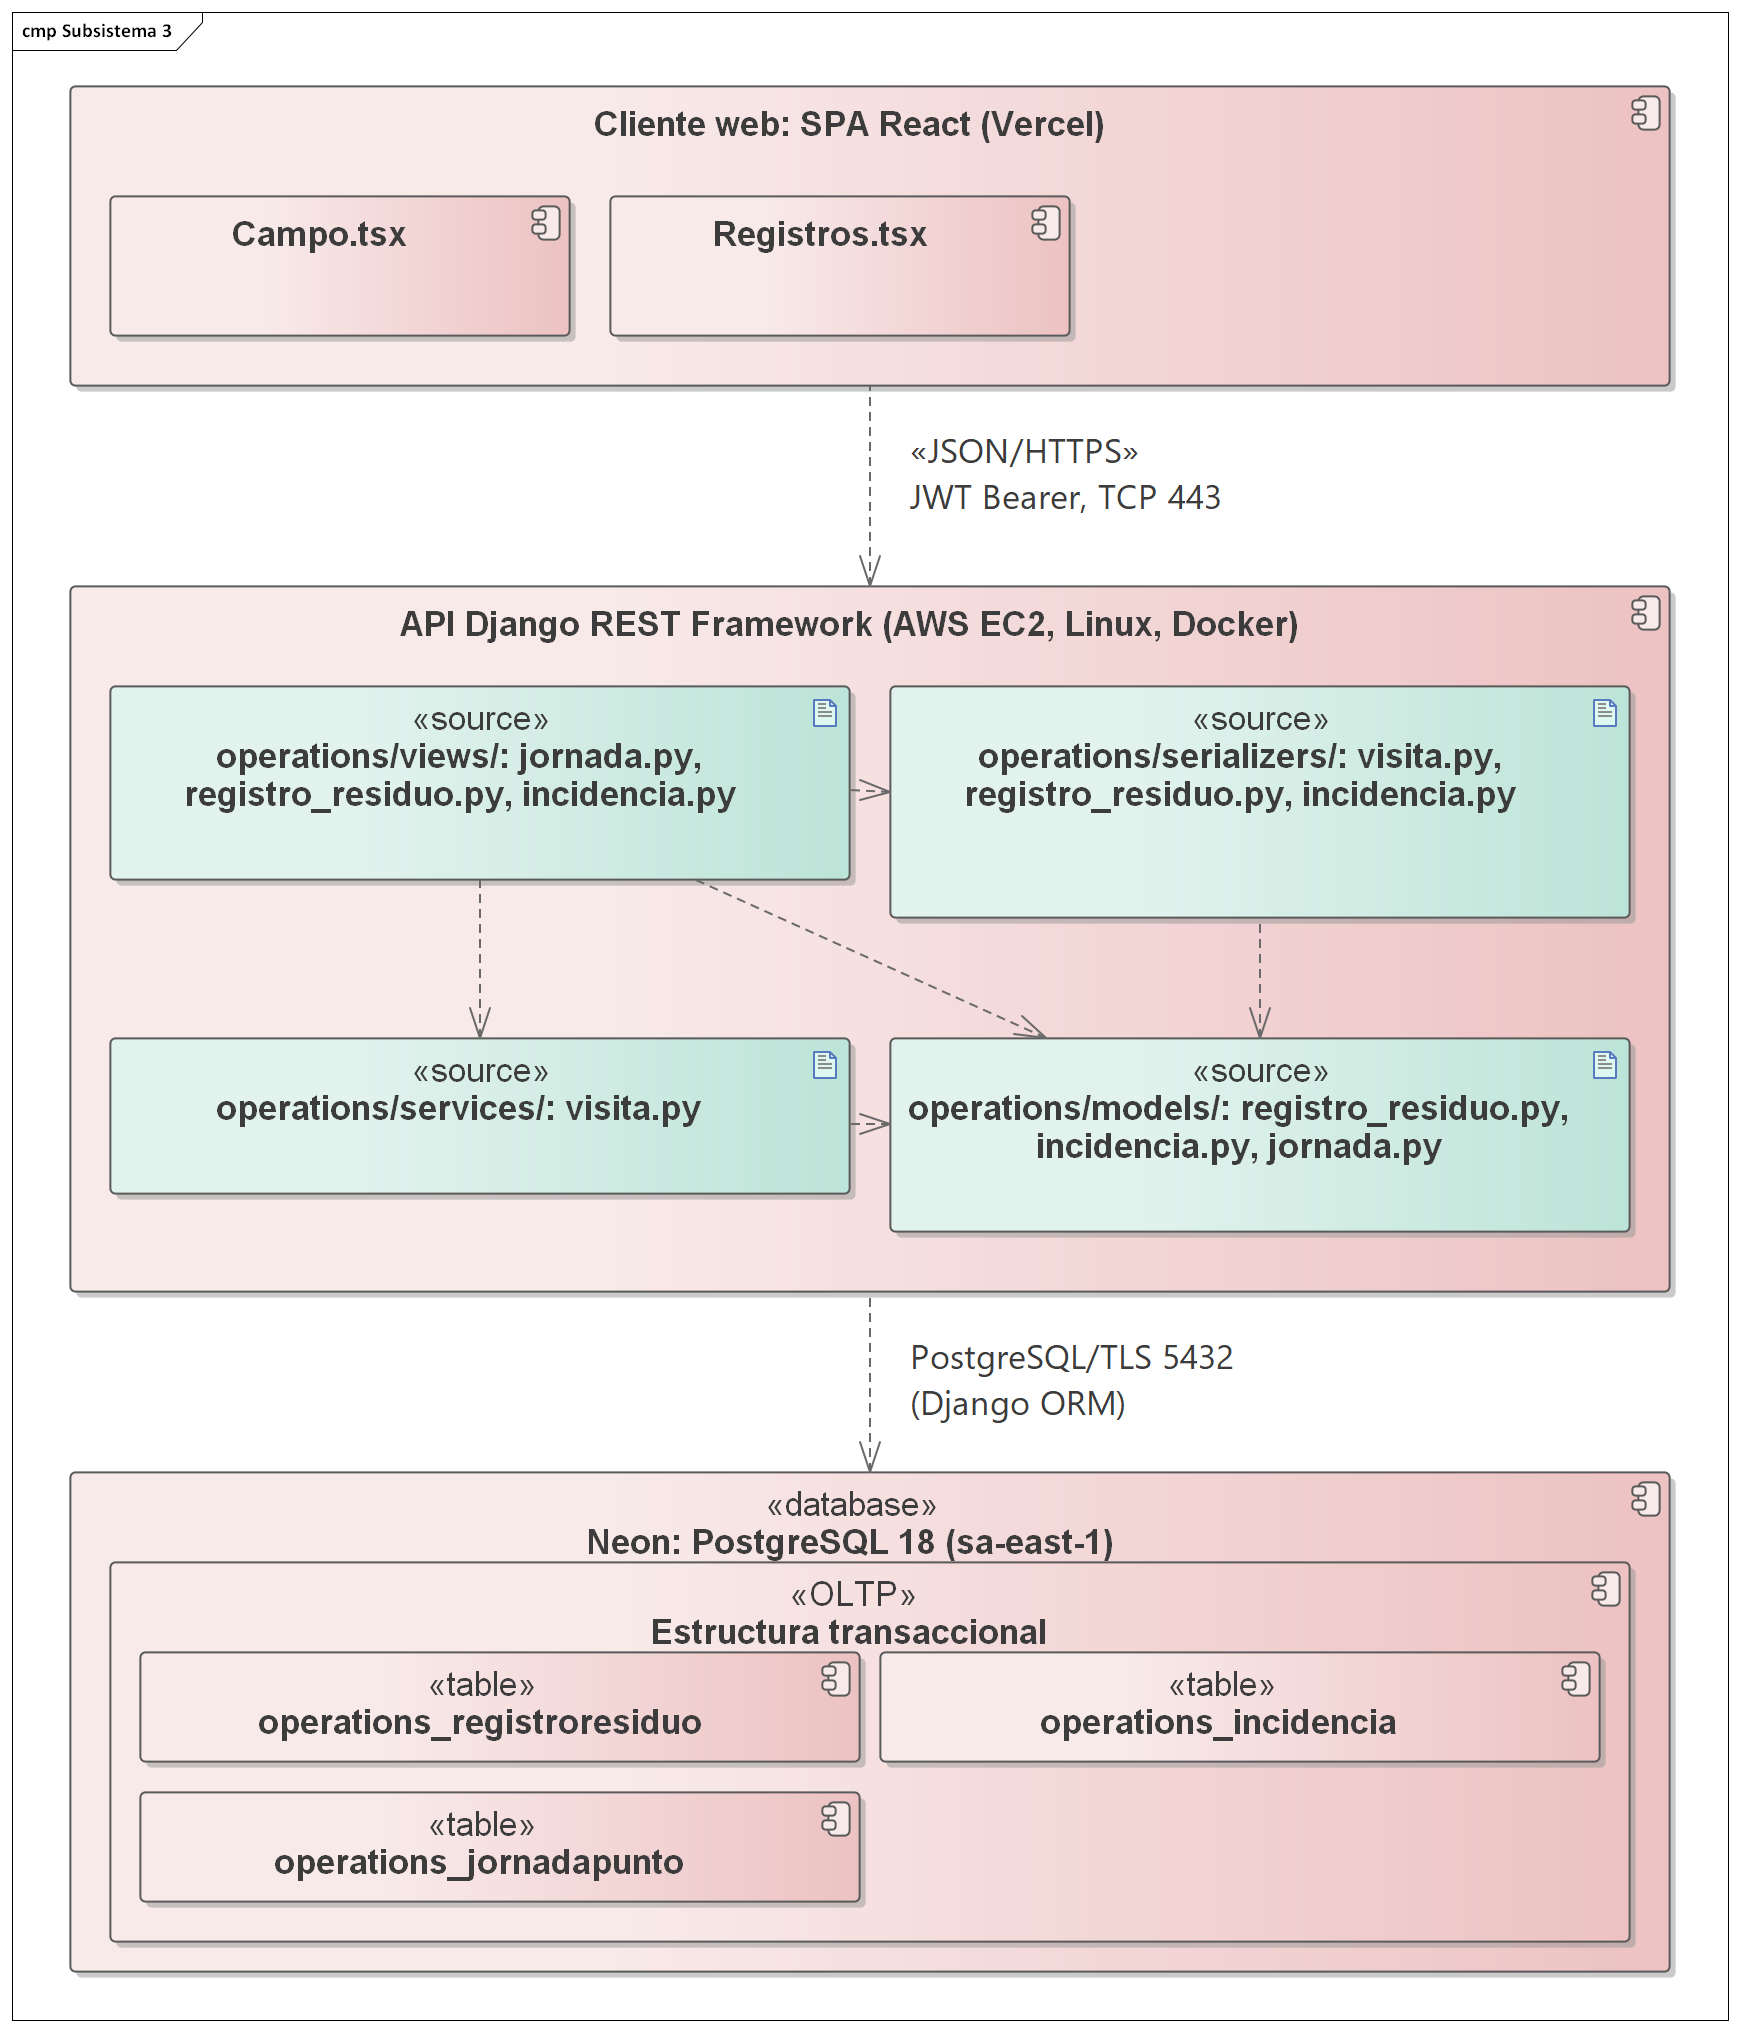 cmp Subsistema 3
Cliente web: SPA React (Vercel)
Campo.tsx
Registros.tsx
«JSON/HTTPS»
JWT Bearer, TCP 443
API Django REST Framework (AWS EC2, Linux, Docker)
«source»
operations/views/: jornada.py,
registro_residuo.py, incidencia.py
«source»
operations/serializers/: visita.py,
registro_residuo.py, incidencia.py
«source»
operations/services/: visita.py
«source»
operations/models/: registro_residuo.py,
incidencia.py, jornada.py
PostgreSQL/TLS 5432
(Django ORM)
«database»
Neon: PostgreSQL 18 (sa-east-1)
«OLTP»
Estructura transaccional
«table»
operations_registroresiduo
«table»
operations_incidencia
«table»
operations_jornadapunto